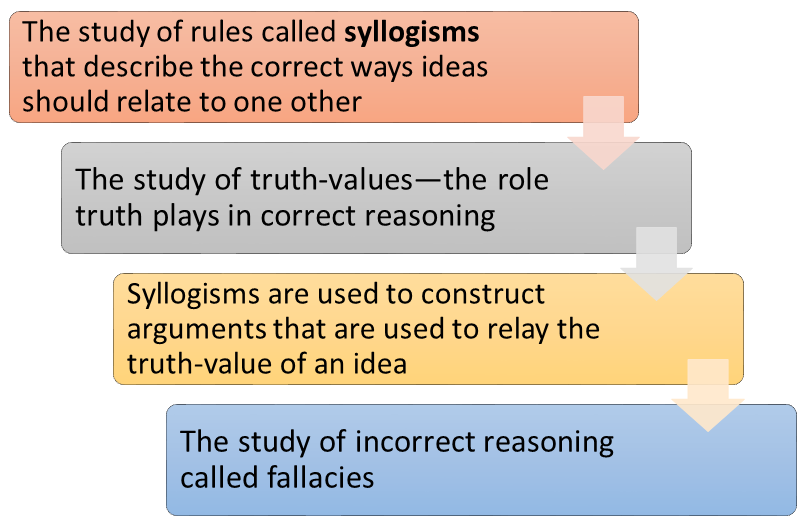 The study of rules called syllogisms
that describe the correct ways ideas
should relate to one other
The study of truth-values—the role
truth plays in correct reasoning
Syllogisms are used to construct
arguments that are used to relay the
truth-value of an idea
The study of incorrect reasoning
called fallacies